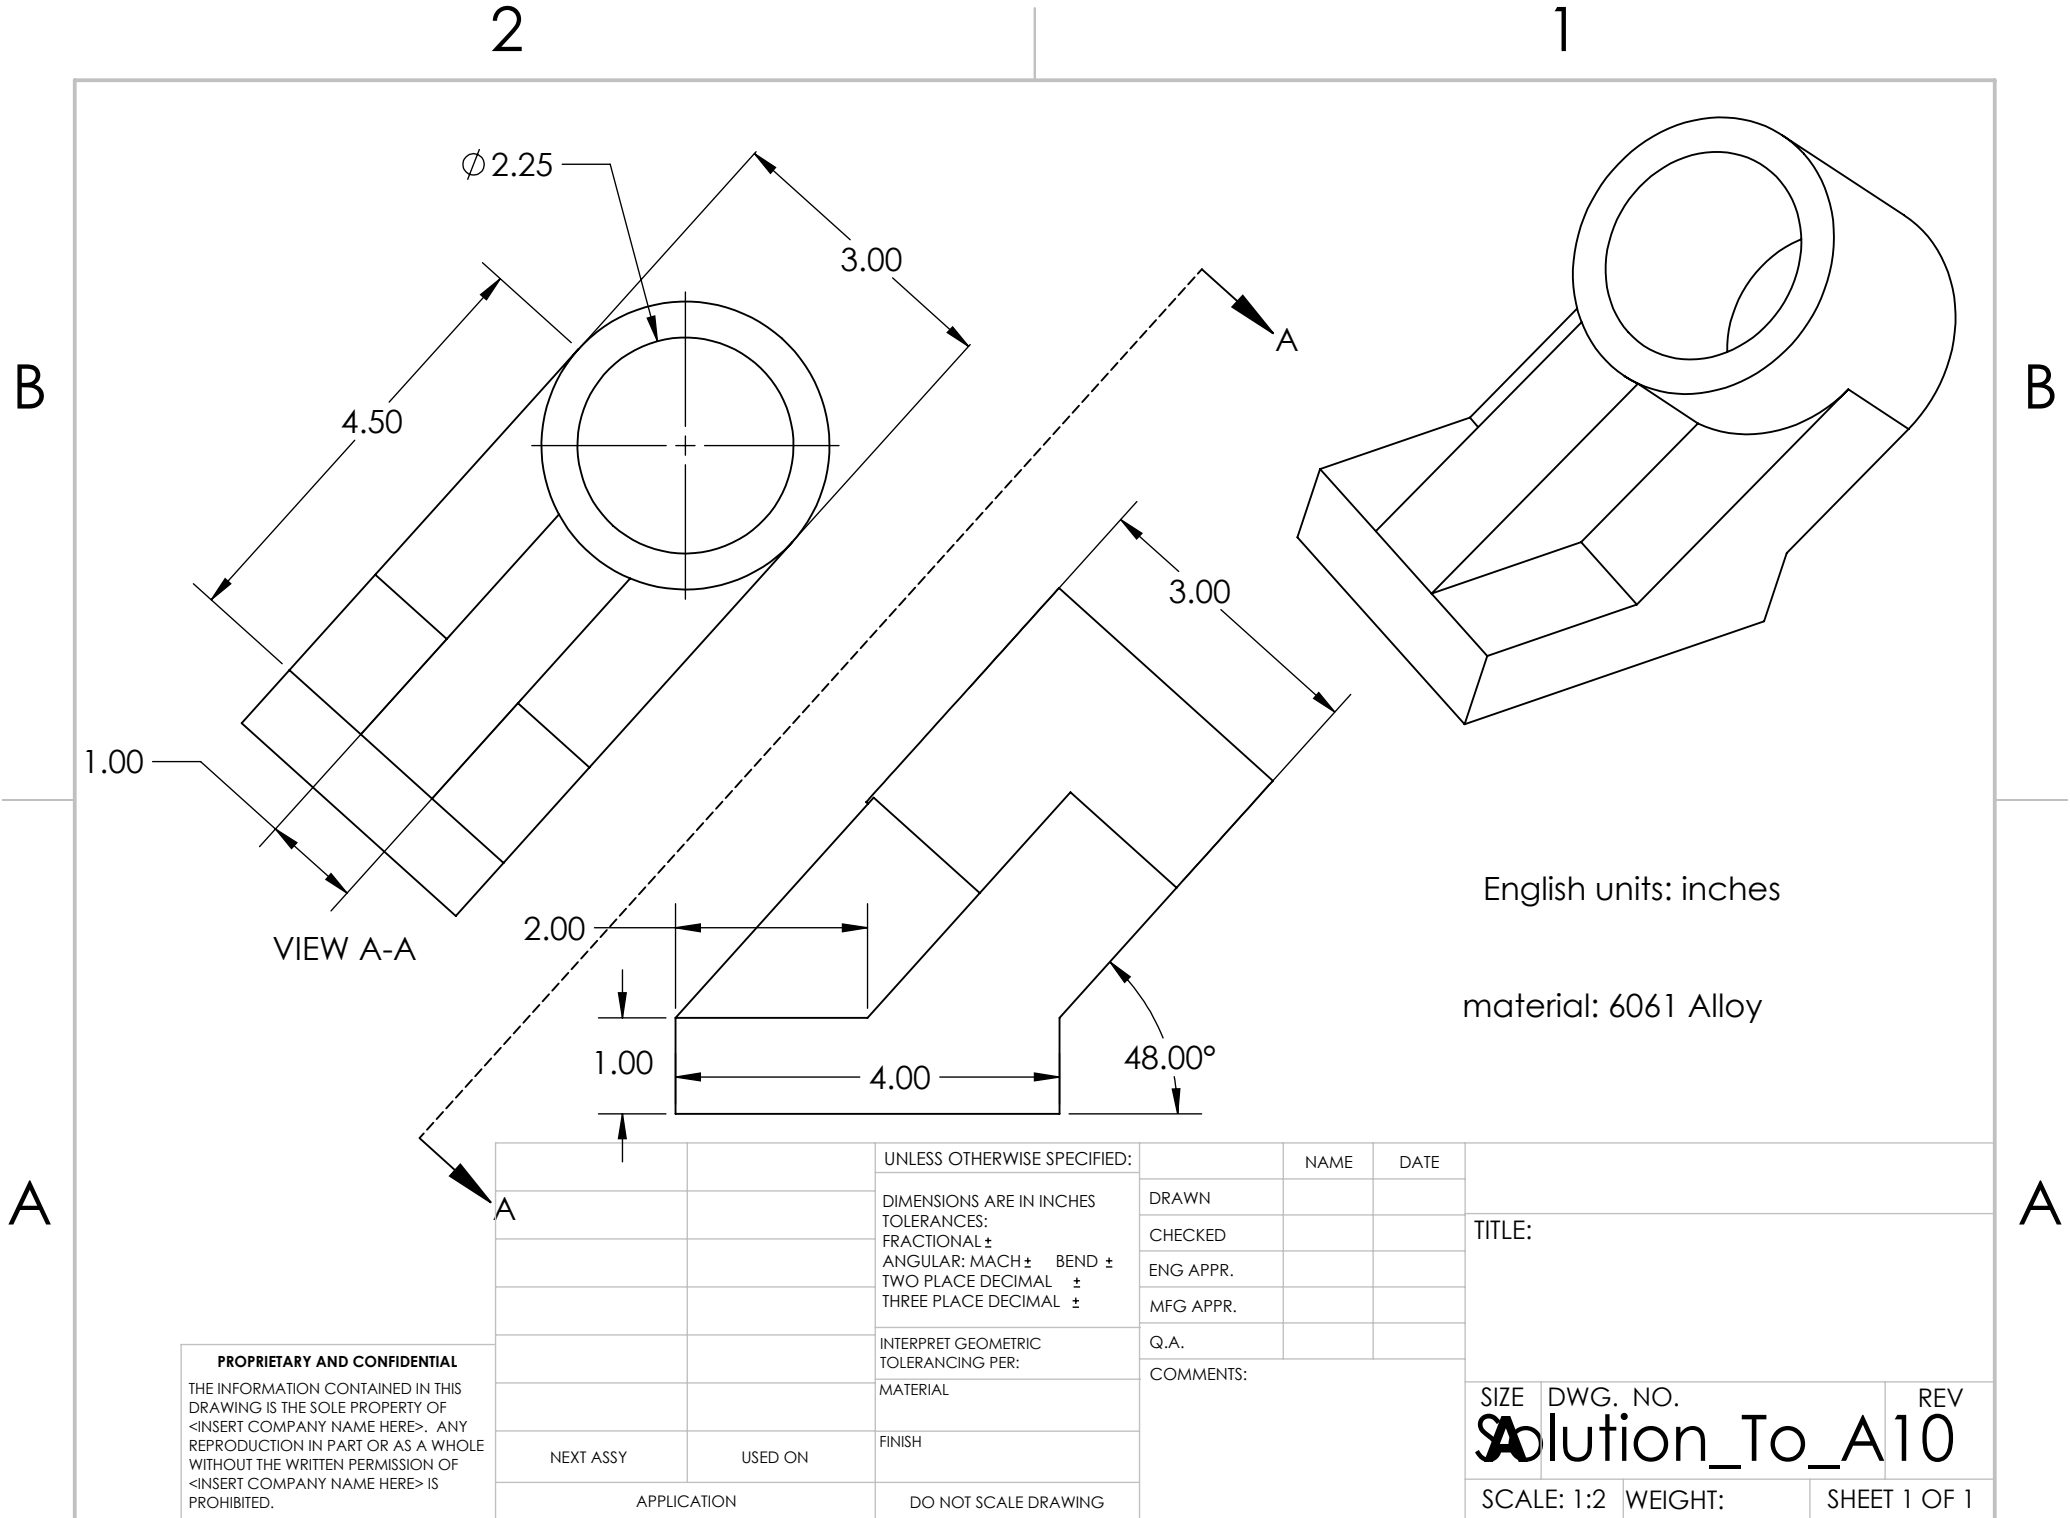 2
1
B
B
A
A
∅2.25
3.00
4.50
1.00
VIEW A-A
A
3.00
2.00
1.00
4.00
48.00°
A
English units: inches
material: 6061 Alloy
UNLESS OTHERWISE SPECIFIED:
DIMENSIONS ARE IN INCHES
TOLERANCES:
FRACTIONAL ±
ANGULAR: MACH ± BEND ±
TWO PLACE DECIMAL ±
THREE PLACE DECIMAL ±
INTERPRET GEOMETRIC
TOLERANCING PER:
MATERIAL
FINISH
DO NOT SCALE DRAWING
NAME
DATE
DRAWN
CHECKED
ENG APPR.
MFG APPR.
Q.A.
COMMENTS:
TITLE:
SIZE
DWG. NO.
REV
A
Solution_To_A10
SCALE: 1:2
WEIGHT:
SHEET 1 OF 1
PROPRIETARY AND CONFIDENTIAL
THE INFORMATION CONTAINED IN THIS
DRAWING IS THE SOLE PROPERTY OF
<INSERT COMPANY NAME HERE>. ANY
REPRODUCTION IN PART OR AS A WHOLE
WITHOUT THE WRITTEN PERMISSION OF
<INSERT COMPANY NAME HERE> IS
PROHIBITED.
NEXT ASSY
USED ON
APPLICATION